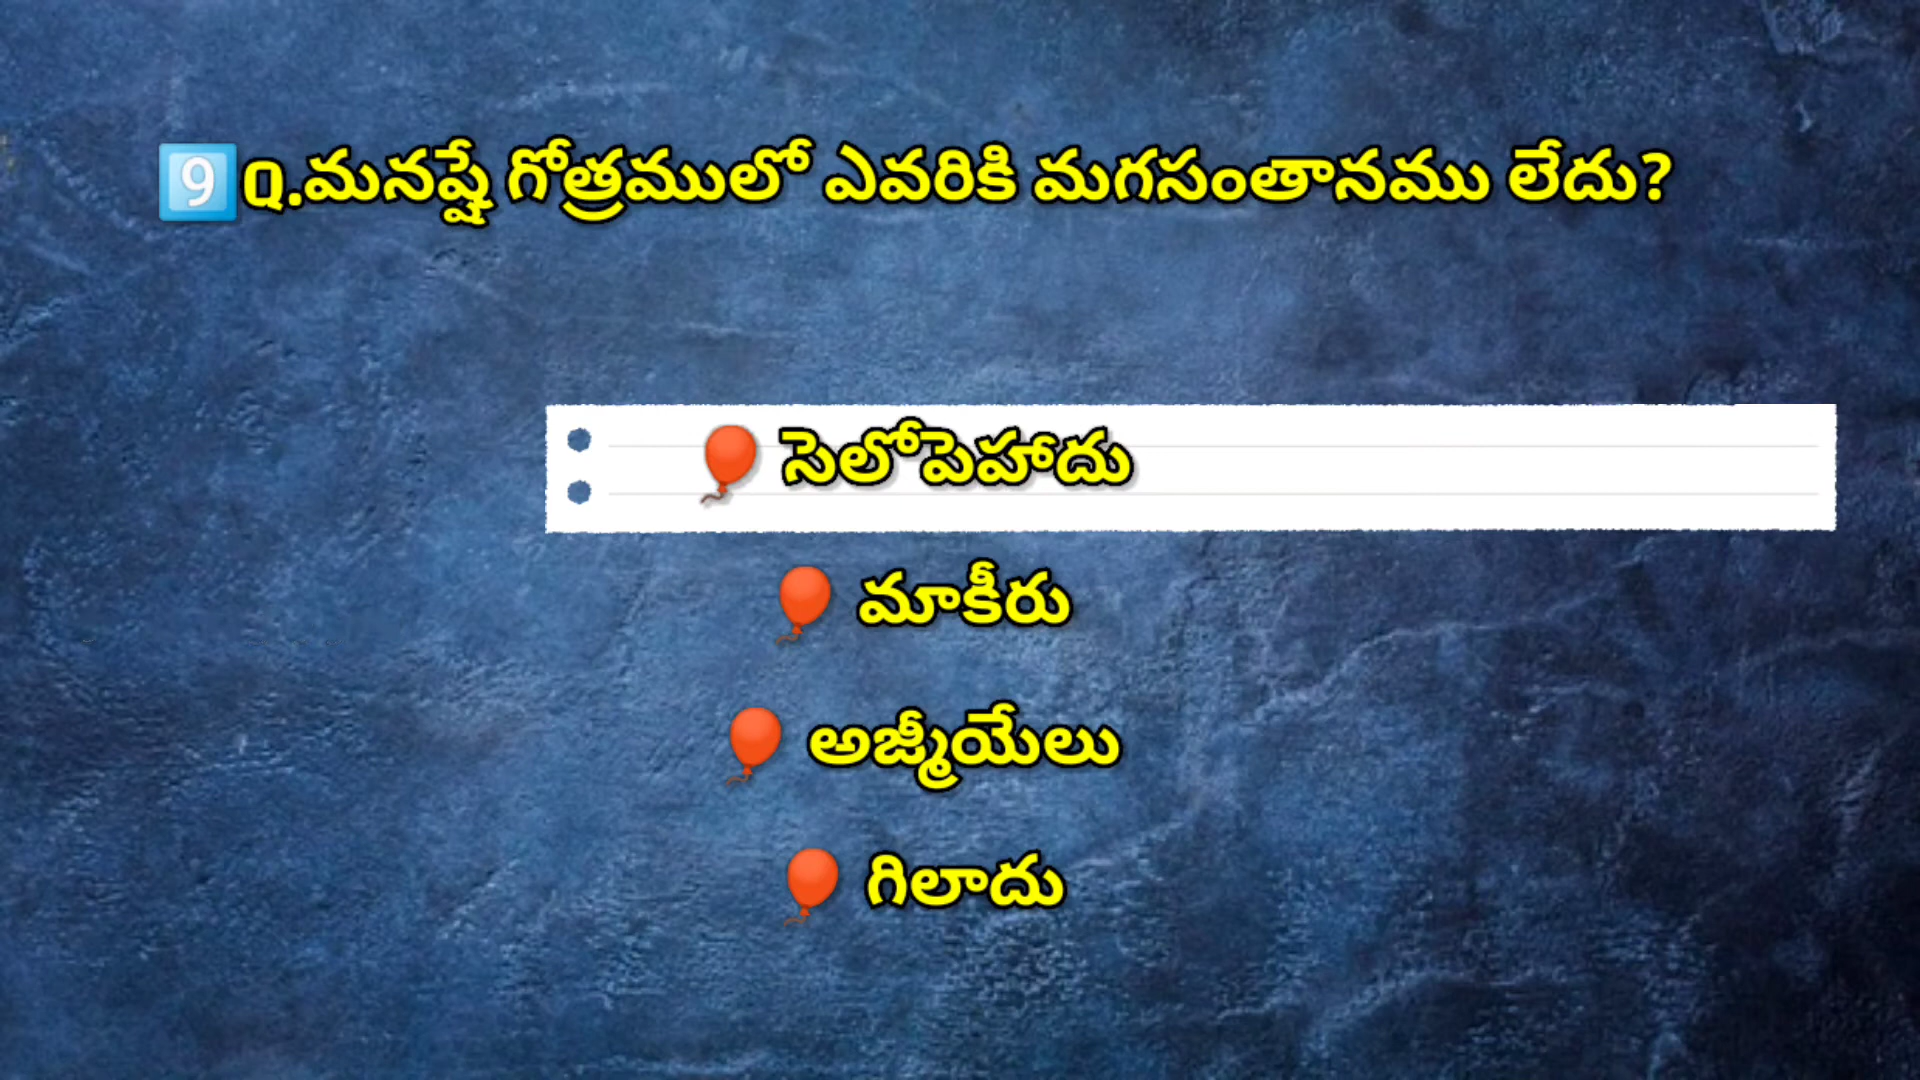 9️⃣Q.మనష్షే గోత్రములో ఎవరికి మగసంతానము లేదు?
🎈 సెలోపెహాదు
🎈 మాకీరు
🎈 అజ్మీయేలు
🎈 గిలాదు